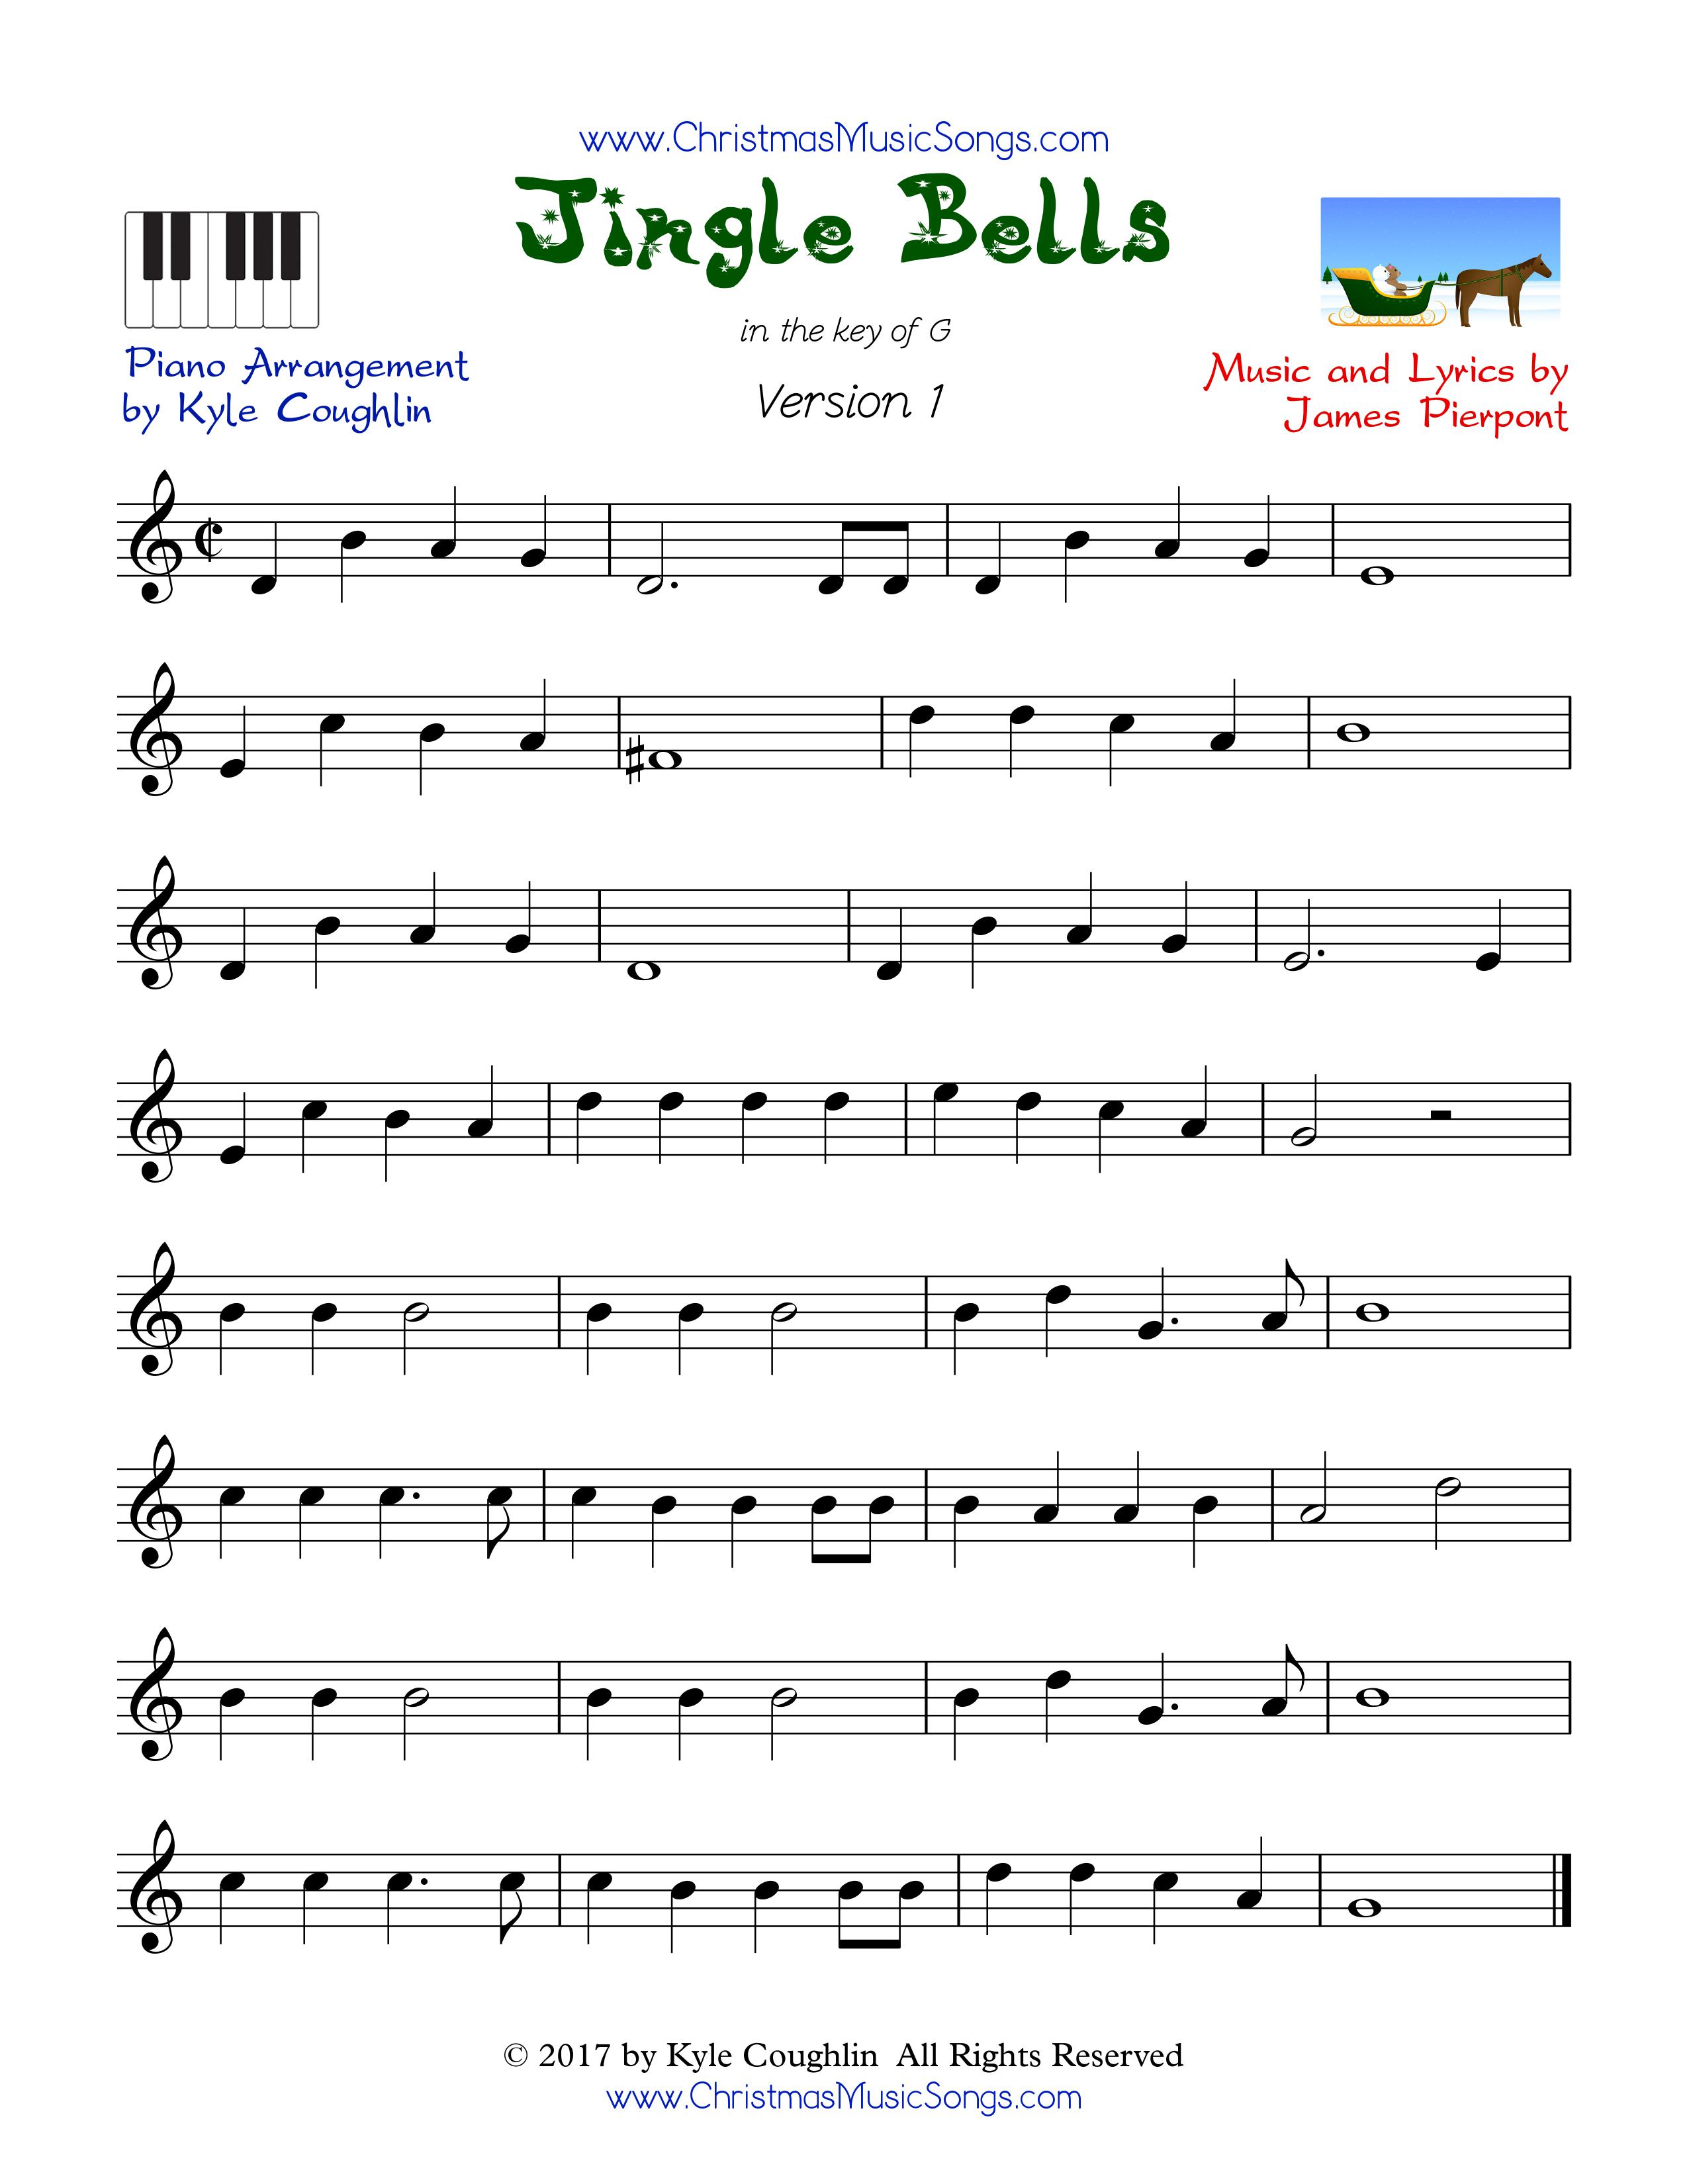 www.ChristmasMusicSongs.com
Jingle Bells
in the key of G
Version 1
Piano Arrangement
by Kyle Coughlin
Music and Lyrics by
James Pierpont
© 2017 by Kyle Coughlin All Rights Reserved
www.ChristmasMusicSongs.com